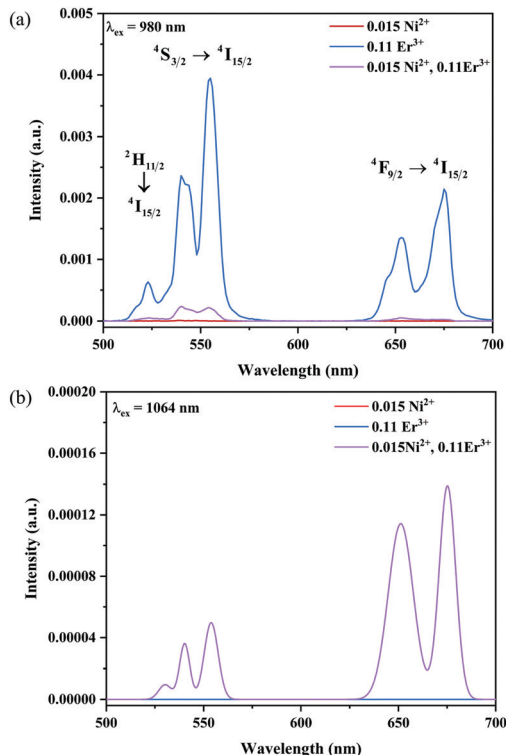 (a)
λex = 980 nm
0.015 Ni²⁺
0.11 Er³⁺
0.015 Ni²⁺, 0.11Er³⁺
⁴S₃/₂ → ⁴I₁₅/₂
²H₁₁/₂
↓
⁴I₁₅/₂
⁴F₉/₂ → ⁴I₁₅/₂
Intensity (a.u.)
0.005
0.004
0.003
0.002
0.001
0.000
500 550 600 650 700
Wavelength (nm)
(b)
λex = 1064 nm
0.015 Ni²⁺
0.11 Er³⁺
0.015Ni²⁺, 0.11Er³⁺
Intensity (a.u.)
0.00020
0.00016
0.00012
0.00008
0.00004
0.00000
500 550 600 650 700
Wavelength (nm)